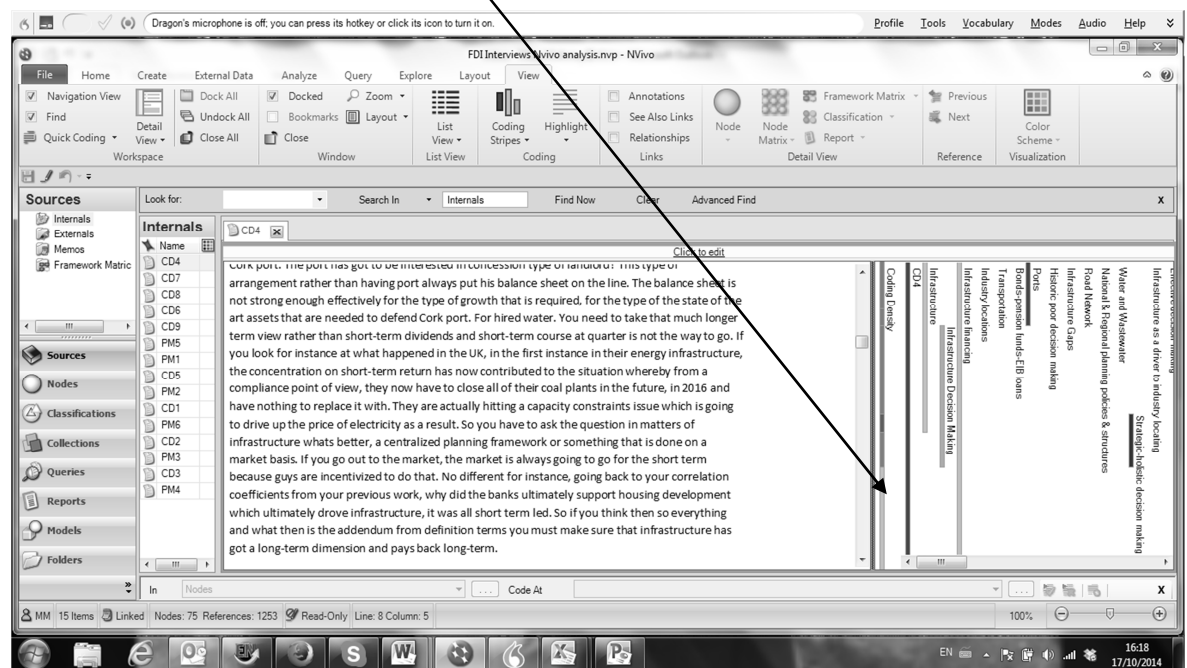 Dragon's microphone is off; you can press its hotkey or click its icon to turn it on.
Profile Tools Vocabulary Modes Audio Help
FDI Interviews Nvivo analysis.nvp - NVivo
File Home Create External Data Analyze Query Explore Layout View
Navigation View Dock All Docked Zoom Annotations Framework Matrix Previous
Find Undock All Bookmarks Layout See Also Links Classification Next
Quick Coding Detail View Close All Close List View Coding Stripes Highlight Relationships Node Node Matrix Report Color Scheme
Workspace Window List View Coding Links Detail View Reference Visualization
Sources Look for: Search In Internals Find Now Clear Advanced Find x
Internals
Externals
Memos
Framework Matric
Sources
Nodes
Classifications
Collections
Queries
Reports
Models
Folders
Internals
Name
CD4
CD7
CD8
CD6
CD9
PM5
PM1
CD5
PM2
CD1
PM6
CD2
PM3
CD3
PM4
CD4
Click to edit
Cork port. The port has got to be interested in concession type of landlord? This type of
arrangement rather than having port always put his balance sheet on the line. The balance sheet is
not strong enough effectively for the type of growth that is required, for the type of the state of the
art assets that are needed to defend Cork port. For hired water. You need to take that much longer
term view rather than short-term dividends and short-term course at quarter is not the way to go. If
you look for instance at what happened in the UK, in the first instance in their energy infrastructure,
the concentration on short-term return has now contributed to the situation whereby from a
compliance point of view, they now have to close all of their coal plants in the future, in 2016 and
have nothing to replace it with. They are actually hitting a capacity constraints issue which is going
to drive up the price of electricity as a result. So you have to ask the question in matters of
infrastructure whats better, a centralized planning framework or something that is done on a
market basis. If you go out to the market, the market is always going to go for the short term
because guys are incentivized to do that. No different for instance, going back to your correlation
coefficients from your previous work, why did the banks ultimately support housing development
which ultimately drove infrastructure, it was all short term led. So if you think then so everything
and what then is the addendum from definition terms you must make sure that infrastructure has
got a long-term dimension and pays back long-term.
Coding Density
CD4
Infrastructure
Infrastructure Decision Making
Infrastructure financing
Industry locations
Transportation
Bonds-pansion funds-EIB loans
Ports
Historic poor decision making
Infrastructure Gaps
Road Network
National & Regional planning policies & structures
Water and Wastewater
Strategic-holistic decision making
Infrastructure as a driver to industry locating
In Nodes ... Code At ... x
MM 15 Items Linked Nodes: 75 References: 1253 Read-Only Line: 8 Column: 5 100%
EN 16:18
17/10/2014